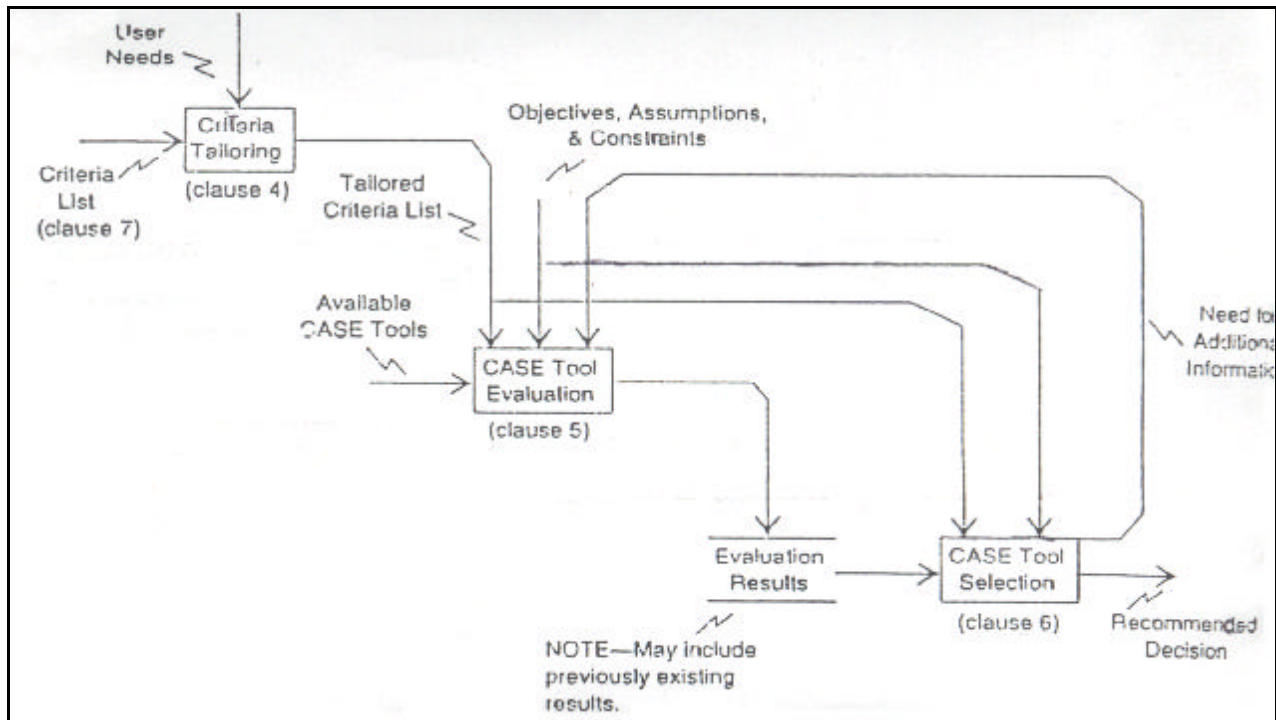 User
Needs
Criteria
Tailoring
(clause 4)
Criteria
List
(clause 7)
Objectives, Assumptions,
& Constraints
Tailored
Criteria List
Available
CASE Tools
CASE Tool
Evaluation
(clause 5)
Need fo
Additiona
Informatic
Evaluation
Results
CASE Tool
Selection
(clause 6)
Recommended
Decision
NOTE—May include
previously existing
results.